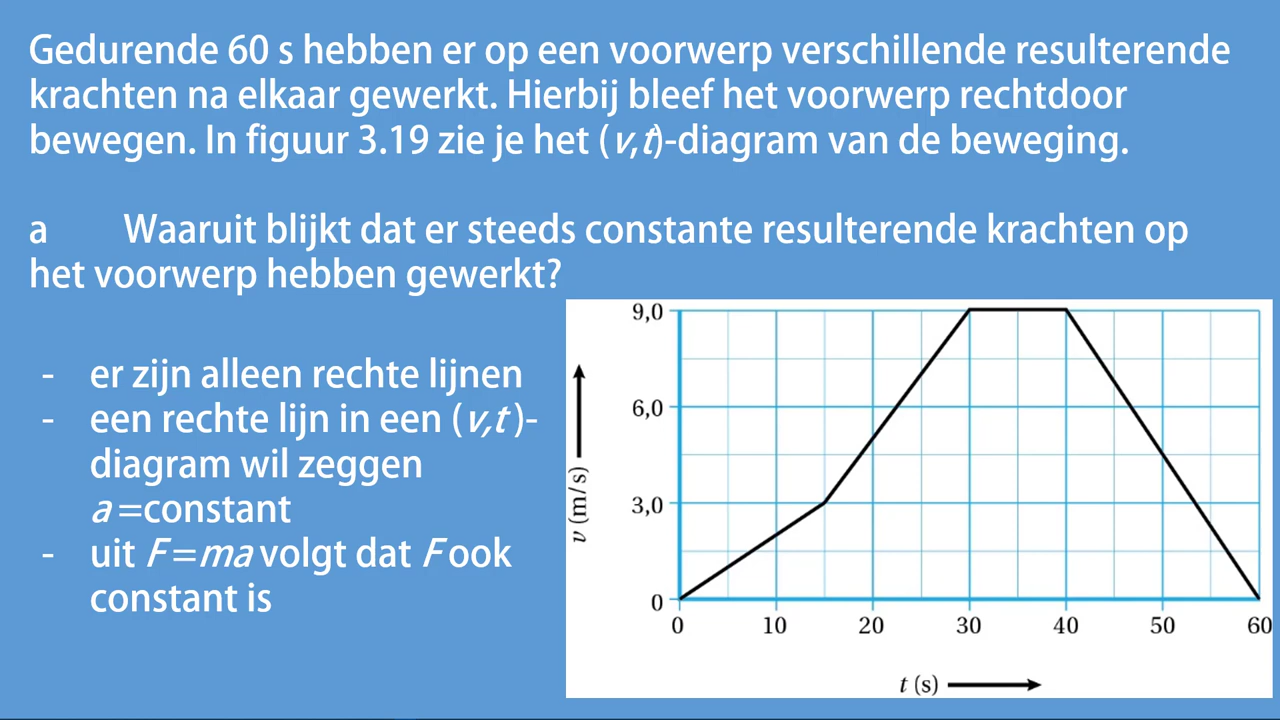 Gedurende 60 s hebben er op een voorwerp verschillende resulterende
krachten na elkaar gewerkt. Hierbij bleef het voorwerp rechtdoor
bewegen. In figuur 3.19 zie je het (v,t)-diagram van de beweging.
a Waaruit blijkt dat er steeds constante resulterende krachten op
het voorwerp hebben gewerkt?
- er zijn alleen rechte lijnen
- een rechte lijn in een (v,t)-
diagram wil zeggen
a=constant
- uit F=ma volgt dat F ook
constant is
9,0
6,0
3,0
0
v (m/s)
0 10 20 30 40 50 60
t (s)